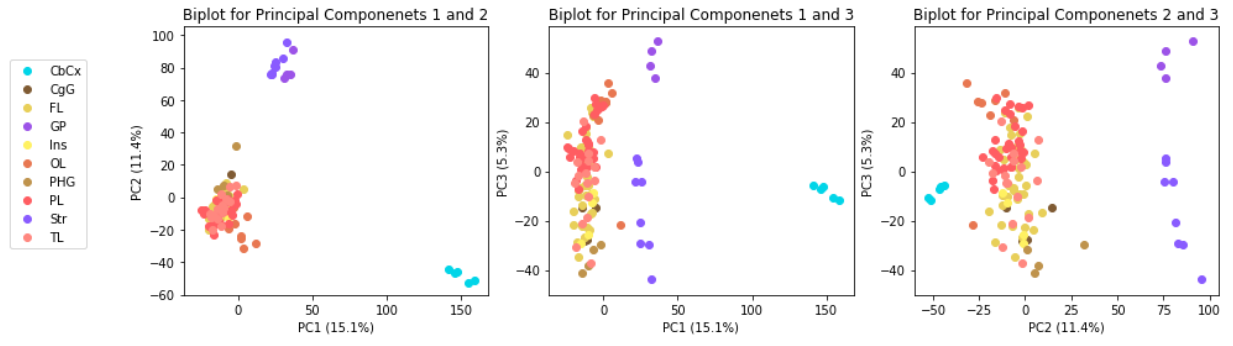 Biplot for Principal Componenets 1 and 2
Biplot for Principal Componenets 1 and 3
Biplot for Principal Componenets 2 and 3
CbCx
CgG
FL
GP
Ins
OL
PHG
PL
Str
TL
PC2 (11.4%)
100
80
60
40
20
0
−20
−40
−60
0
50
100
150
PC1 (15.1%)
PC3 (5.3%)
40
20
0
−20
−40
0
50
100
150
PC1 (15.1%)
PC3 (5.3%)
40
20
0
−20
−40
−50
−25
0
25
50
75
100
PC2 (11.4%)